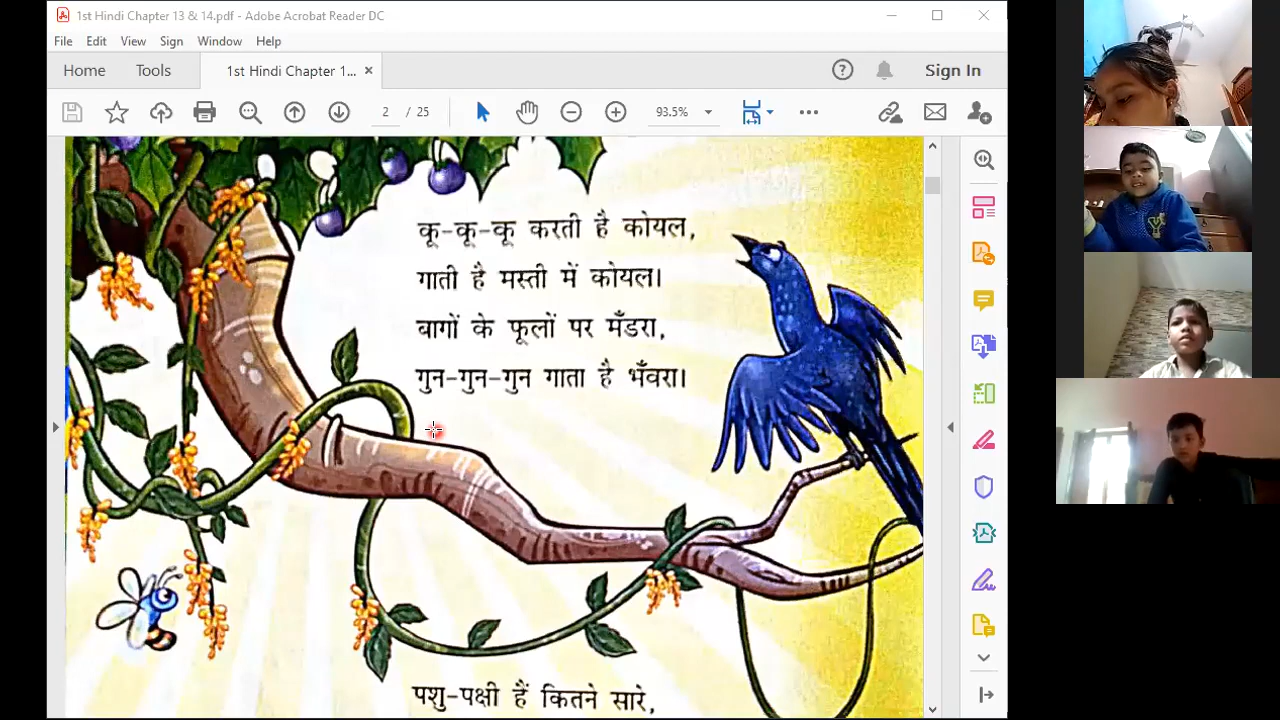 1st Hindi Chapter 13 & 14.pdf - Adobe Acrobat Reader DC
File Edit View Sign Window Help
Home Tools 1st Hindi Chapter 1... Sign In
2 / 25 93.5%
कू-कू-कू करती है कोयल,
गाती है मस्ती में कोयल।
बागों के फूलों पर मँडरा,
गुन-गुन-गुन गाता है भँवरा।
पशु-पक्षी हैं कितने सारे,